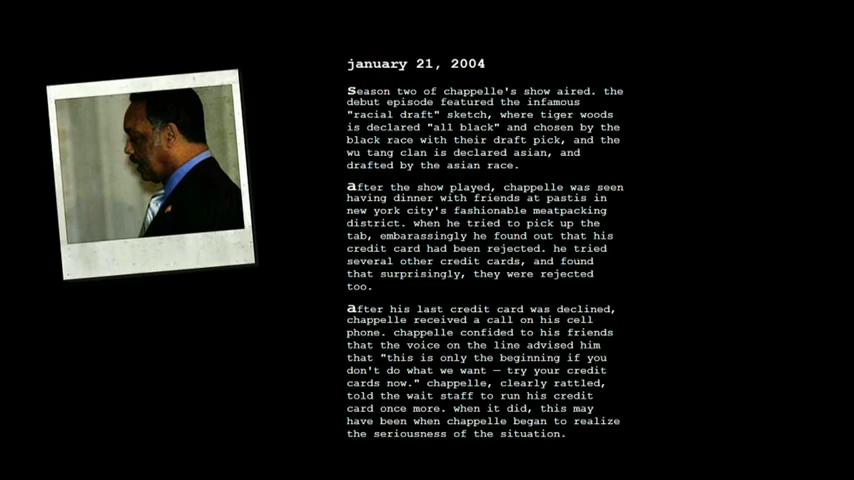 january 21, 2004
season two of chappelle's show aired. the
debut episode featured the infamous
"racial draft" sketch, where tiger woods
is declared "all black" and chosen by the
black race with their draft pick, and the
wu tang clan is declared asian, and
drafted by the asian race.
after the show played, chappelle was seen
having dinner with friends at pastis in
new york city's fashionable meatpacking
district. when he tried to pick up the
tab, embarassingly he found out that his
credit card had been rejected. he tried
several other credit cards, and found
that surprisingly, they were rejected
too.
after his last credit card was declined,
chappelle received a call on his cell
phone. chappelle confided to his friends
that the voice on the line advised him
that "this is only the beginning if you
don't do what we want — try your credit
cards now." chappelle, clearly rattled,
told the wait staff to run his credit
card once more. when it did, this may
have been when chappelle began to realize
the seriousness of the situation.